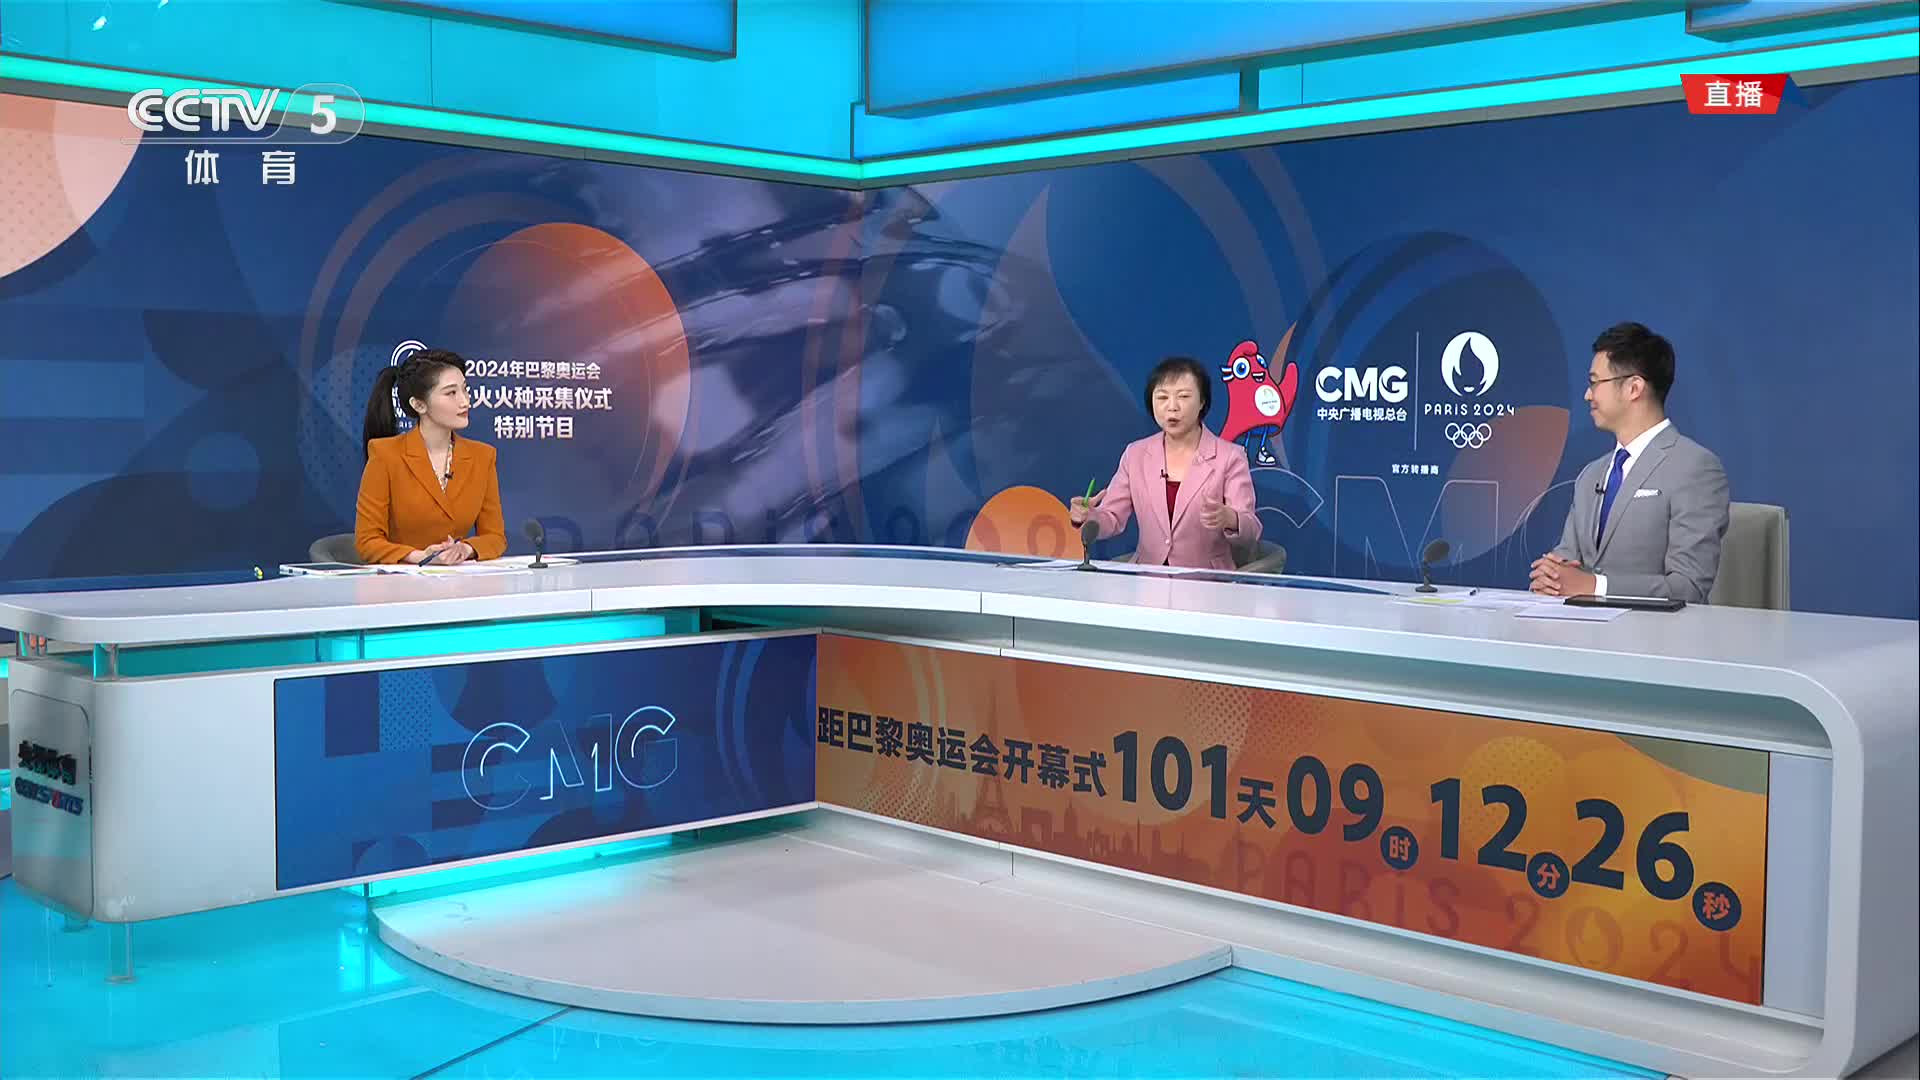 CCTV 5
体育
直播
2024年巴黎奥运会
火火种采集仪式
特别节目
CMG
中央广播电视总台
PARIS 2024
官方转播商
PARIS 2024
CMG
CMG
距巴黎奥运会开幕式101天09时12分26秒
PARIS 2024